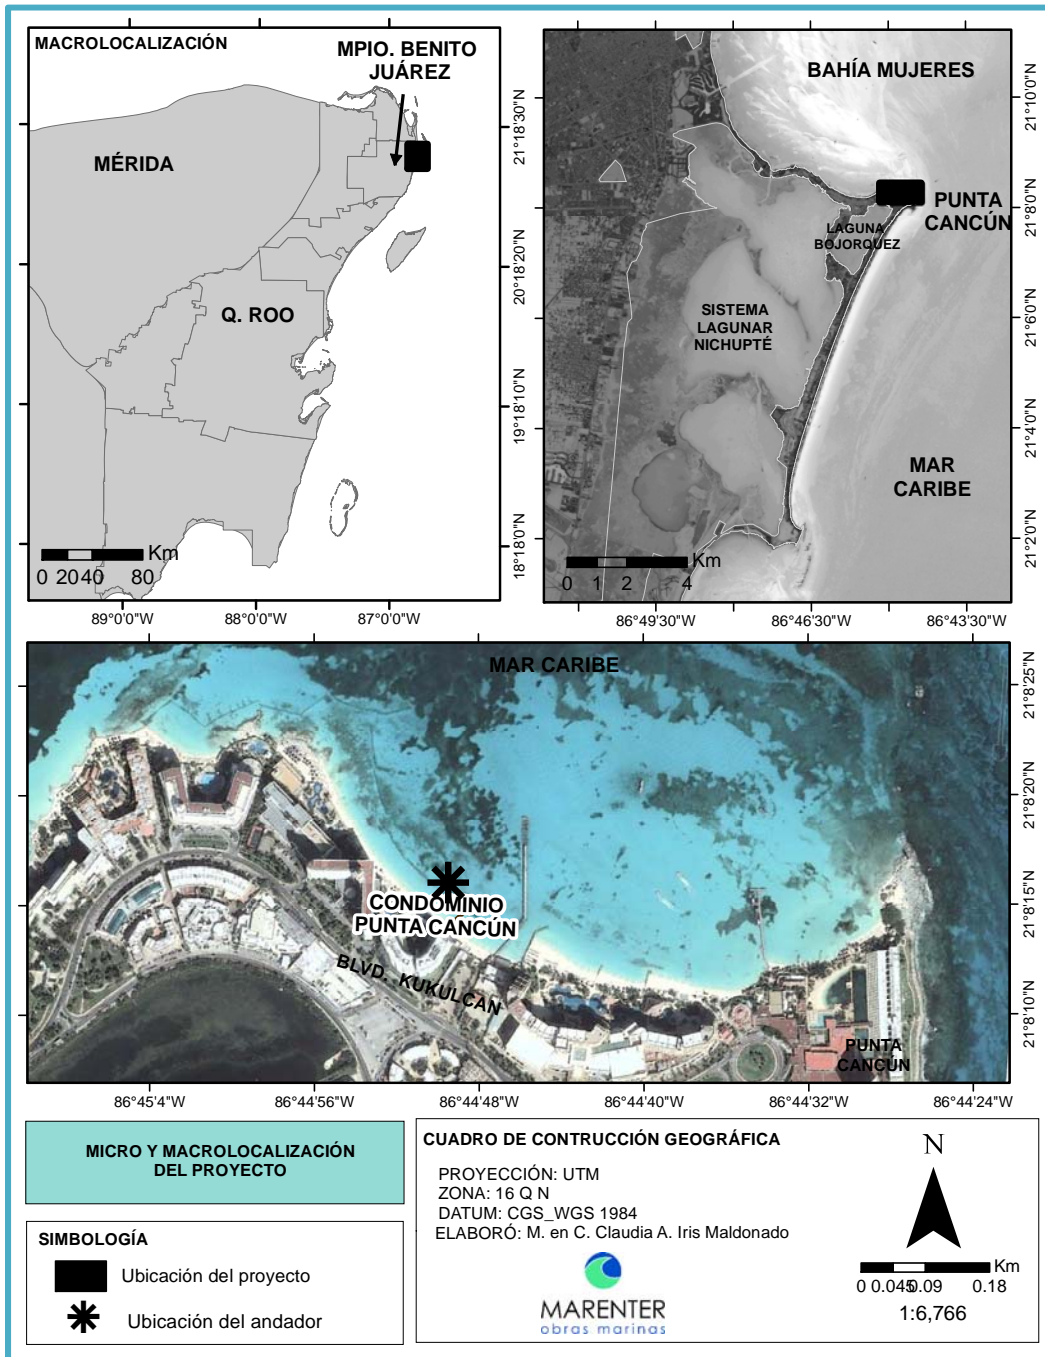 MACROLOCALIZACIÓN
MPIO. BENITO
JUÁREZ
MÉRIDA
Q. ROO
Km
0 20 40 80
89°0'0"W 88°0'0"W 87°0'0"W
21°18'30"N
20°18'20"N
19°18'10"N
18°18'0"N
BAHÍA MUJERES
PUNTA
CANCÚN
LAGUNA
BOJORQUEZ
SISTEMA
LAGUNAR
NICHUPTÉ
MAR
CARIBE
Km
0 1 2 4
86°49'30"W 86°46'30"W 86°43'30"W
21°10'0"N
21°8'0"N
21°6'0"N
21°4'0"N
21°2'0"N
MAR CARIBE
CONDOMINIO
PUNTA CANCÚN
BLVD. KUKULCAN
PUNTA
CANCÚN
21°8'25"N
21°8'20"N
21°8'15"N
21°8'10"N
86°45'4"W 86°44'56"W 86°44'48"W 86°44'40"W 86°44'32"W 86°44'24"W
MICRO Y MACROLOCALIZACIÓN
DEL PROYECTO
SIMBOLOGÍA
Ubicación del proyecto
Ubicación del andador
CUADRO DE CONTRUCCIÓN GEOGRÁFICA
PROYECCIÓN: UTM
ZONA: 16 Q N
DATUM: CGS_WGS 1984
ELABORÓ: M. en C. Claudia A. Iris Maldonado
MARENTER
obras marinas
N
Km
0 0.045 0.09 0.18
1:6,766